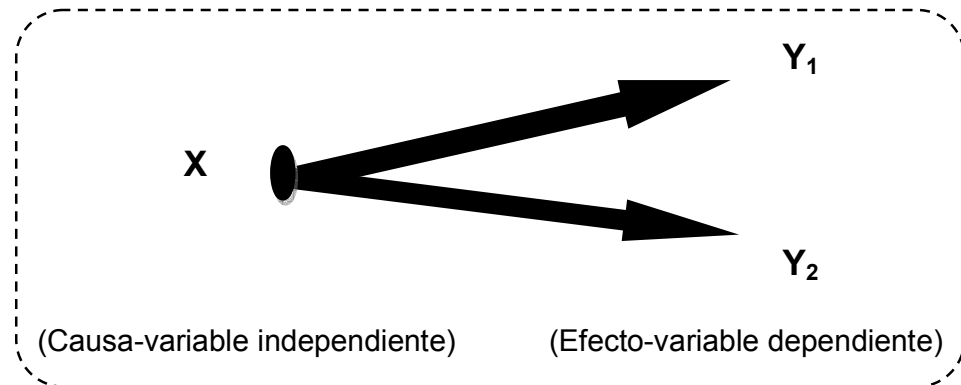 Y₁
X
Y₂
(Causa-variable independiente) (Efecto-variable dependiente)